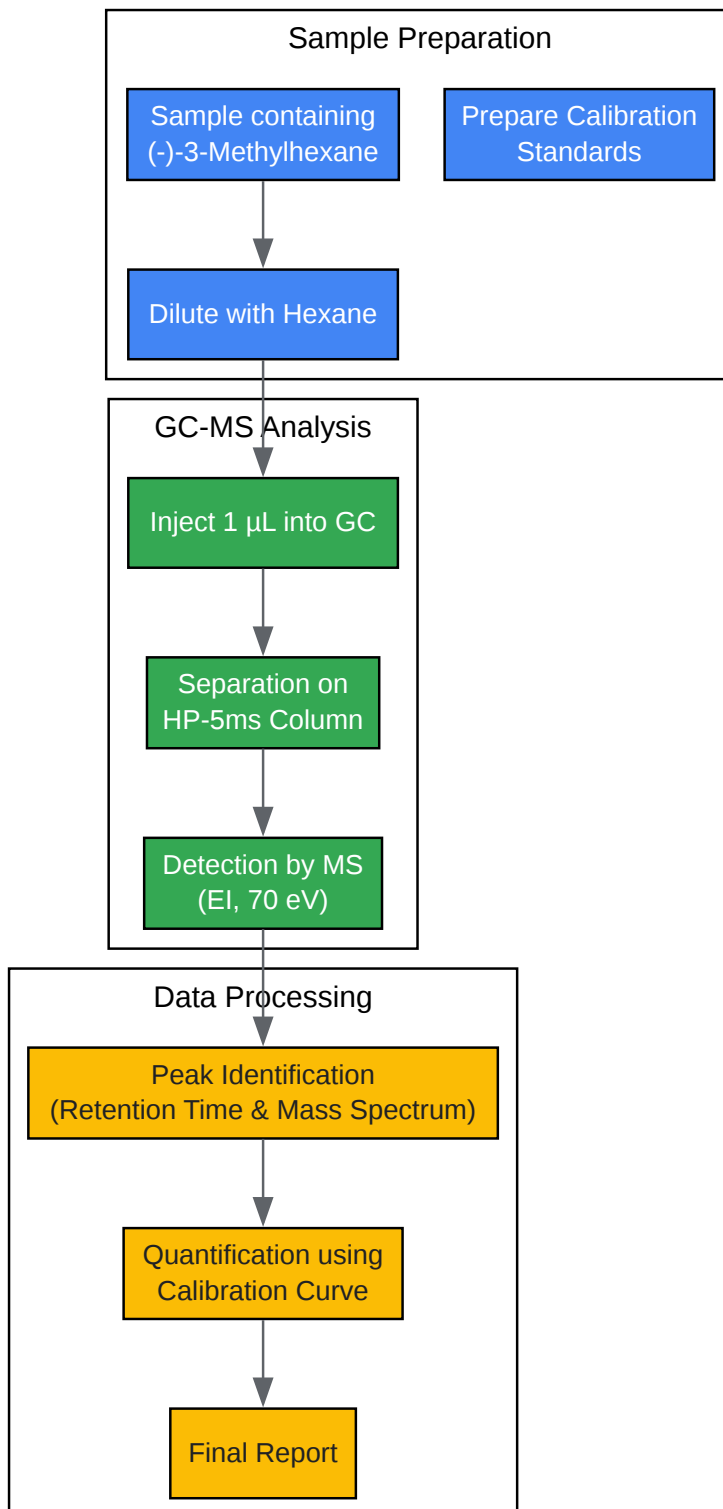 Sample Preparation
Sample containing
(-)-3-Methylhexane
Prepare Calibration
Standards
Dilute with Hexane
GC-MS Analysis
Inject 1 µL into GC
Separation on
HP-5ms Column
Detection by MS
(EI, 70 eV)
Data Processing
Peak Identification
(Retention Time & Mass Spectrum)
Quantification using
Calibration Curve
Final Report